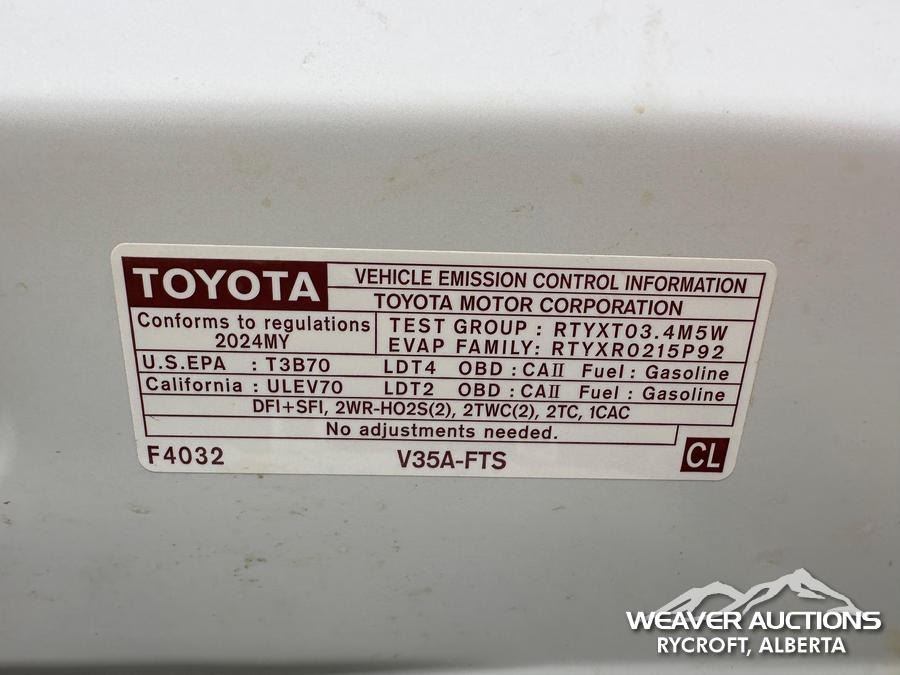 TOYOTA
VEHICLE EMISSION CONTROL INFORMATION
TOYOTA MOTOR CORPORATION
Conforms to regulations
2024MY
TEST GROUP : RTYXT03.4M5W
EVAP FAMILY: RTYXR0215P92
U.S.EPA : T3B70 LDT4 OBD : CAII Fuel : Gasoline
California : ULEV70 LDT2 OBD : CAII Fuel : Gasoline
DFI+SFI, 2WR-HO2S(2), 2TWC(2), 2TC, 1CAC
No adjustments needed.
F4032 V35A-FTS CL
WEAVER AUCTIONS
RYCROFT, ALBERTA